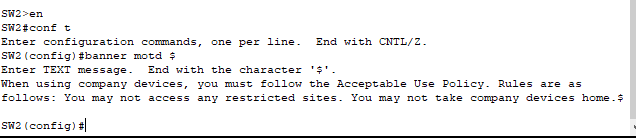 SW2>en
SW2#conf t
Enter configuration commands, one per line.  End with CNTL/Z.
SW2(config)#banner motd $
Enter TEXT message.  End with the character '$'.
When using company devices, you must follow the Acceptable Use Policy. Rules are as
follows: You may not access any restricted sites. You may not take company devices home.$
SW2(config)#